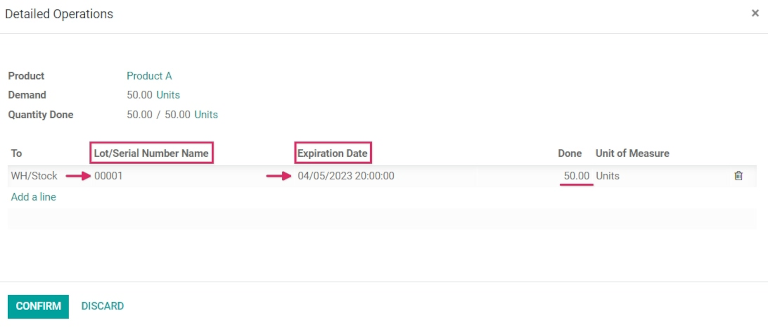 Detailed Operations ×
Product Product A
Demand 50.00 Units
Quantity Done 50.00 / 50.00 Units
To Lot/Serial Number Name Expiration Date Done Unit of Measure
WH/Stock 00001 04/05/2023 20:00:00 50.00 Units
Add a line
CONFIRM DISCARD